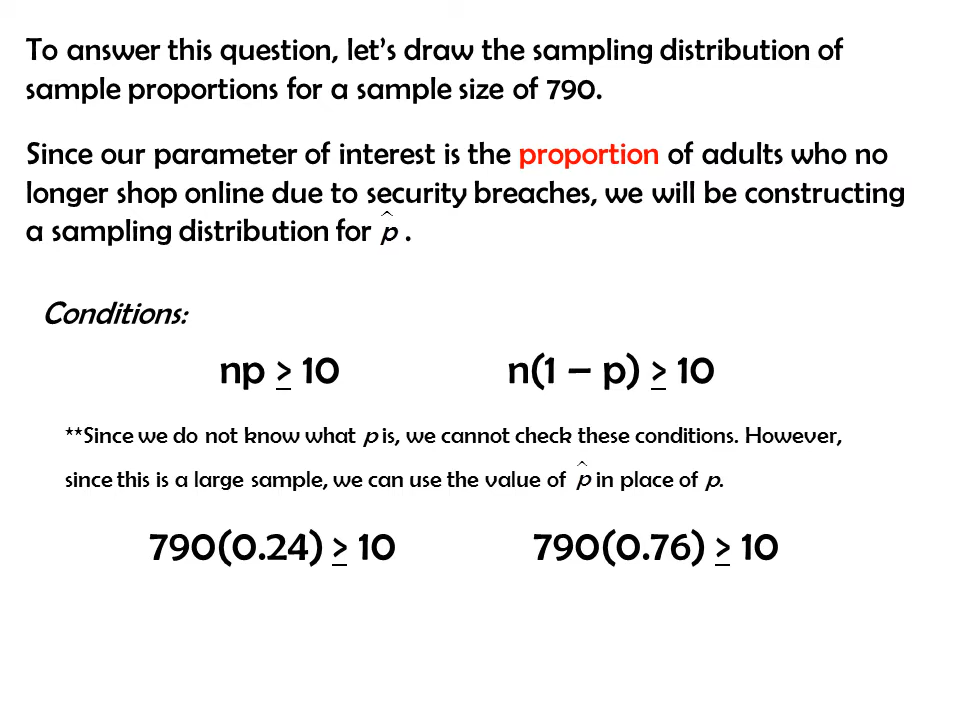 To answer this question, let's draw the sampling distribution of
sample proportions for a sample size of 790.
Since our parameter of interest is the proportion of adults who no
longer shop online due to security breaches, we will be constructing
a sampling distribution for p̂ .
Conditions:
np ≥ 10 n(1 – p) ≥ 10
**Since we do not know what p is, we cannot check these conditions. However,
since this is a large sample, we can use the value of p̂ in place of p.
790(0.24) ≥ 10 790(0.76) ≥ 10